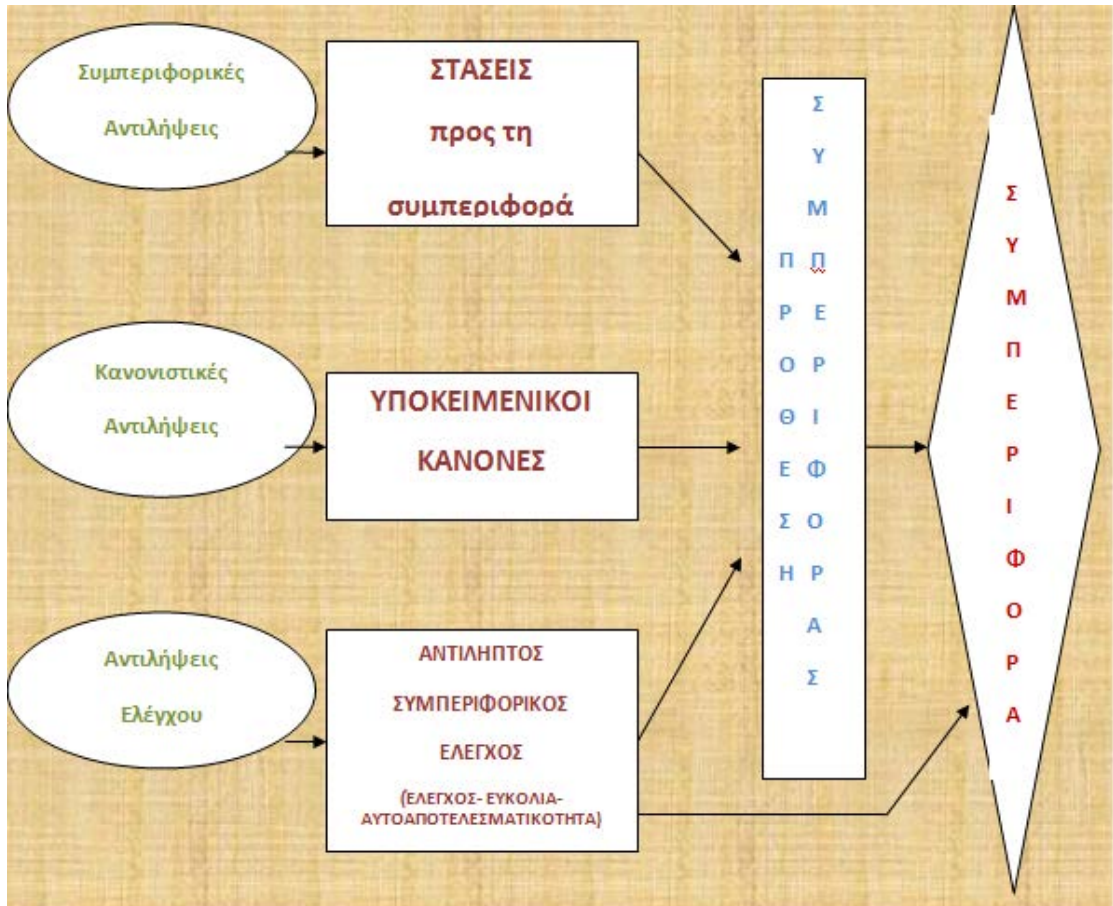 Συμπεριφορικές
Αντιλήψεις
ΣΤΑΣΕΙΣ
προς τη
συμπεριφορά
Κανονιστικές
Αντιλήψεις
ΥΠΟΚΕΙΜΕΝΙΚΟΙ
ΚΑΝΟΝΕΣ
Αντιλήψεις
Ελέγχου
ΑΝΤΙΛΗΠΤΟΣ
ΣΥΜΠΕΡΙΦΟΡΙΚΟΣ
ΕΛΕΓΧΟΣ
(ΕΛΕΓΧΟΣ- ΕΥΚΟΛΙΑ-
ΑΥΤΟΑΠΟΤΕΛΕΣΜΑΤΙΚΟΤΗΤΑ)
ΠΡΟΘΕΣΗ
ΣΥΜΠΕΡΙΦΟΡΑΣ
ΣΥΜΠΕΡΙΦΟΡΑ